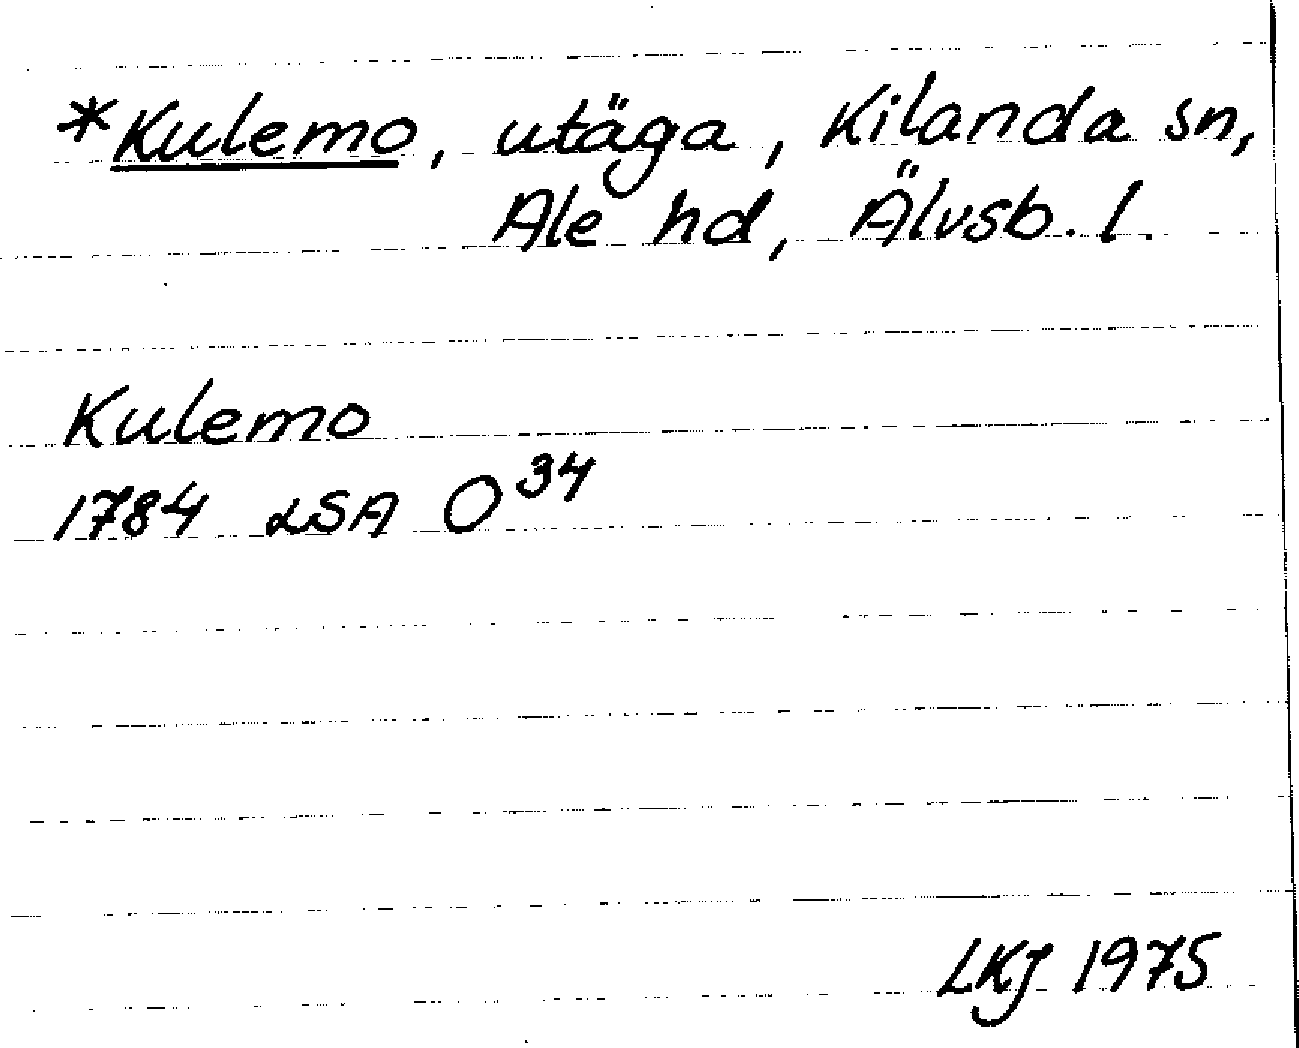 *Kulemo, utäga, Kilanda sn,
Ale hd, Älvsb. l.
Kulemo
1784 LSA O³⁴
LKJ 1975